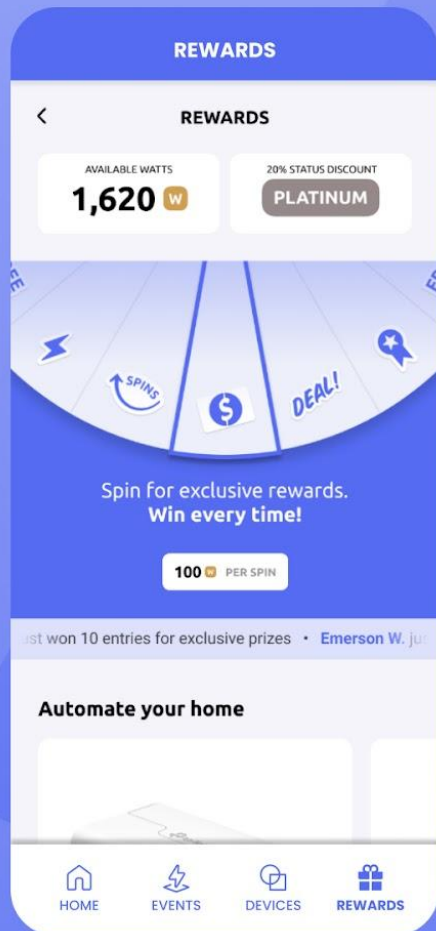 REWARDS
REWARDS
AVAILABLE WATTS
1,620 W
20% STATUS DISCOUNT
PLATINUM
SPINS
DEAL!
Spin for exclusive rewards.
Win every time!
100 W PER SPIN
won 10 entries for exclusive prizes • Emerson W.
Automate your home
HOME
EVENTS
DEVICES
REWARDS